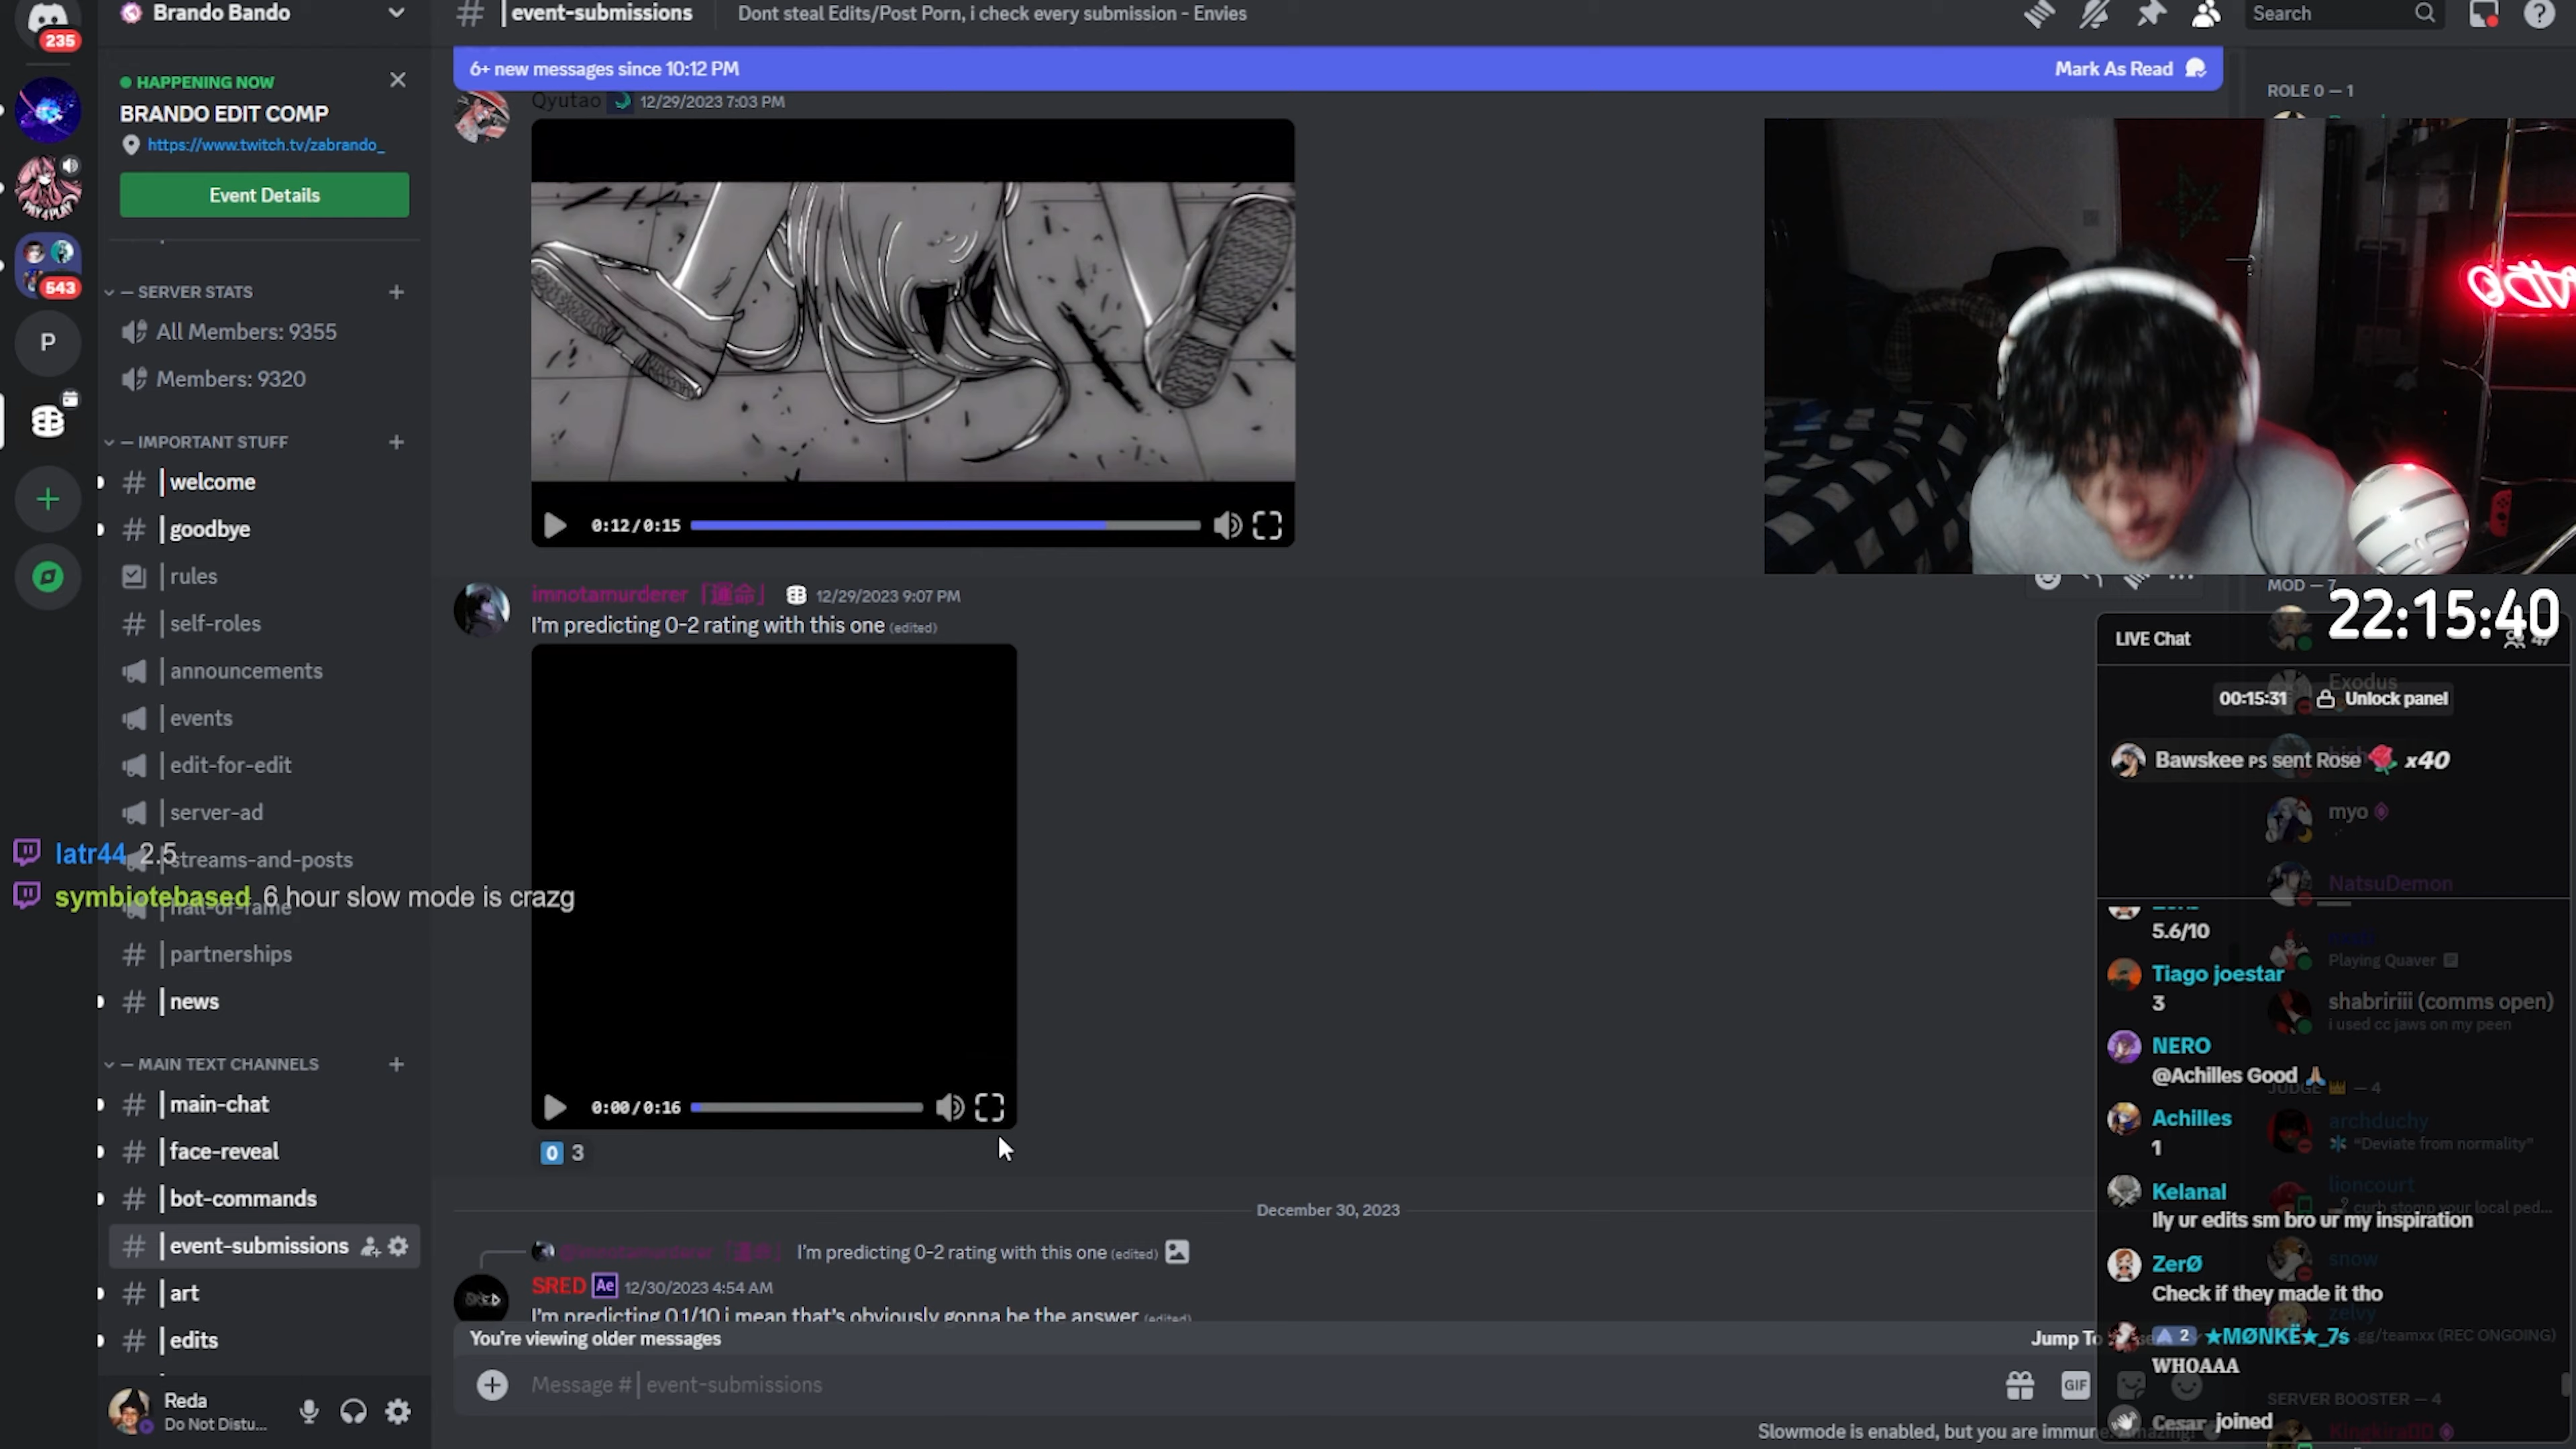 235
Brando Bando
HAPPENING NOW
BRANDO EDIT COMP
https://www.twitch.tv/zabrando_
Event Details
PAY4PLAY
543
P
— SERVER STATS
All Members: 9355
Members: 9320
— IMPORTANT STUFF
welcome
goodbye
rules
self-roles
announcements
events
edit-for-edit
server-ad
streams-and-posts
hall-of-fame
partnerships
news
latr44 2.5
symbiotebased 6 hour slow mode is crazg
— MAIN TEXT CHANNELS
main-chat
face-reveal
bot-commands
event-submissions
art
edits
Reda
Do Not Distu...
event-submissions
Dont steal Edits/Post Porn, i check every submission - Envies
Search
6+ new messages since 10:12 PM
Mark As Read
Qyutao 12/29/2023 7:03 PM
0:12/0:15
imnotamurderer「運命」 12/29/2023 9:07 PM
I'm predicting 0-2 rating with this one (edited)
0:00/0:16
0 3
December 30, 2023
@imnotamurderer「運命」 I'm predicting 0-2 rating with this one (edited)
SRED Ae 12/30/2023 4:54 AM
I'm predicting 0.1/10 i mean that's obviously gonna be the answer (edited)
You're viewing older messages
Jump To
Message # | event-submissions
GIF
Slowmode is enabled, but you are immune. Amazing!
ROLE 0 — 1
MOD — 7
22:15:40
LIVE Chat
47
Exodus
00:15:31 Unlock panel
Bawskee PS sent Rose x40
myo
NatsuDemon
5.6/10
Playing Quaver
Tiago joestar
3
shabririii (comms open)
i used cc jaws on my peen
NERO
@Achilles Good
JUDGE — 4
Achilles
1
archduchy
"Deviate from normality"
Kelanal
Ily ur edits sm bro ur my inspiration
lioncourt
curb stomp your local ped...
ZerØ
Check if they made it tho
snow
zelvy
.gg/teamxx (REC ONGOING)
2 ★MØNKË★_7s
WHOAAA
SERVER BOOSTER — 4
Cesar joined